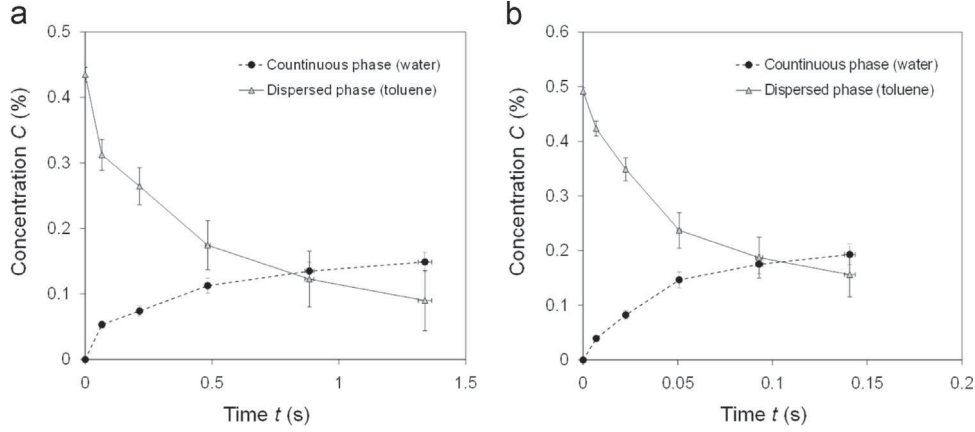 a
0.5
0.4
0.3
0.2
0.1
0
Concentration C (%)
Countinuous phase (water)
Dispersed phase (toluene)
0
0.5
1
1.5
Time t (s)
b
0.6
0.5
0.4
0.3
0.2
0.1
0
Concentration C (%)
Countinuous phase (water)
Dispersed phase (toluene)
0
0.05
0.1
0.15
0.2
Time t (s)